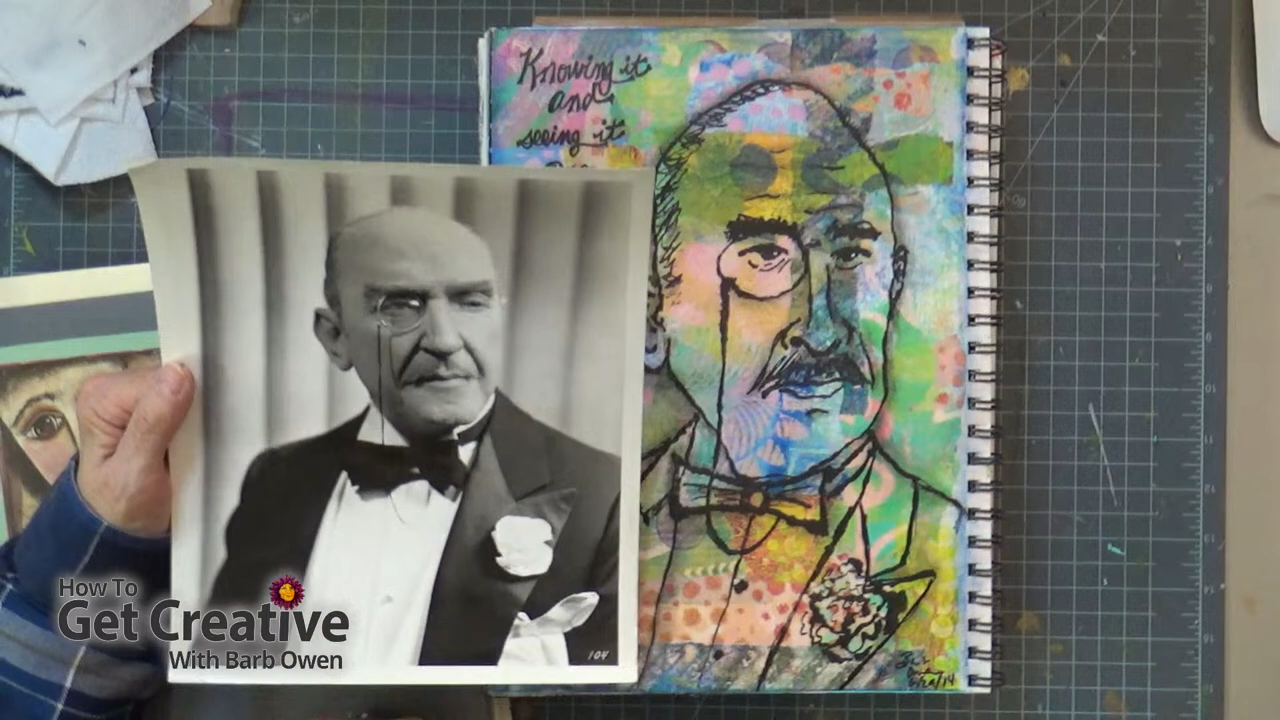 Knowing it
and
seeing it
104
How To
Get Creative
With Barb Owen